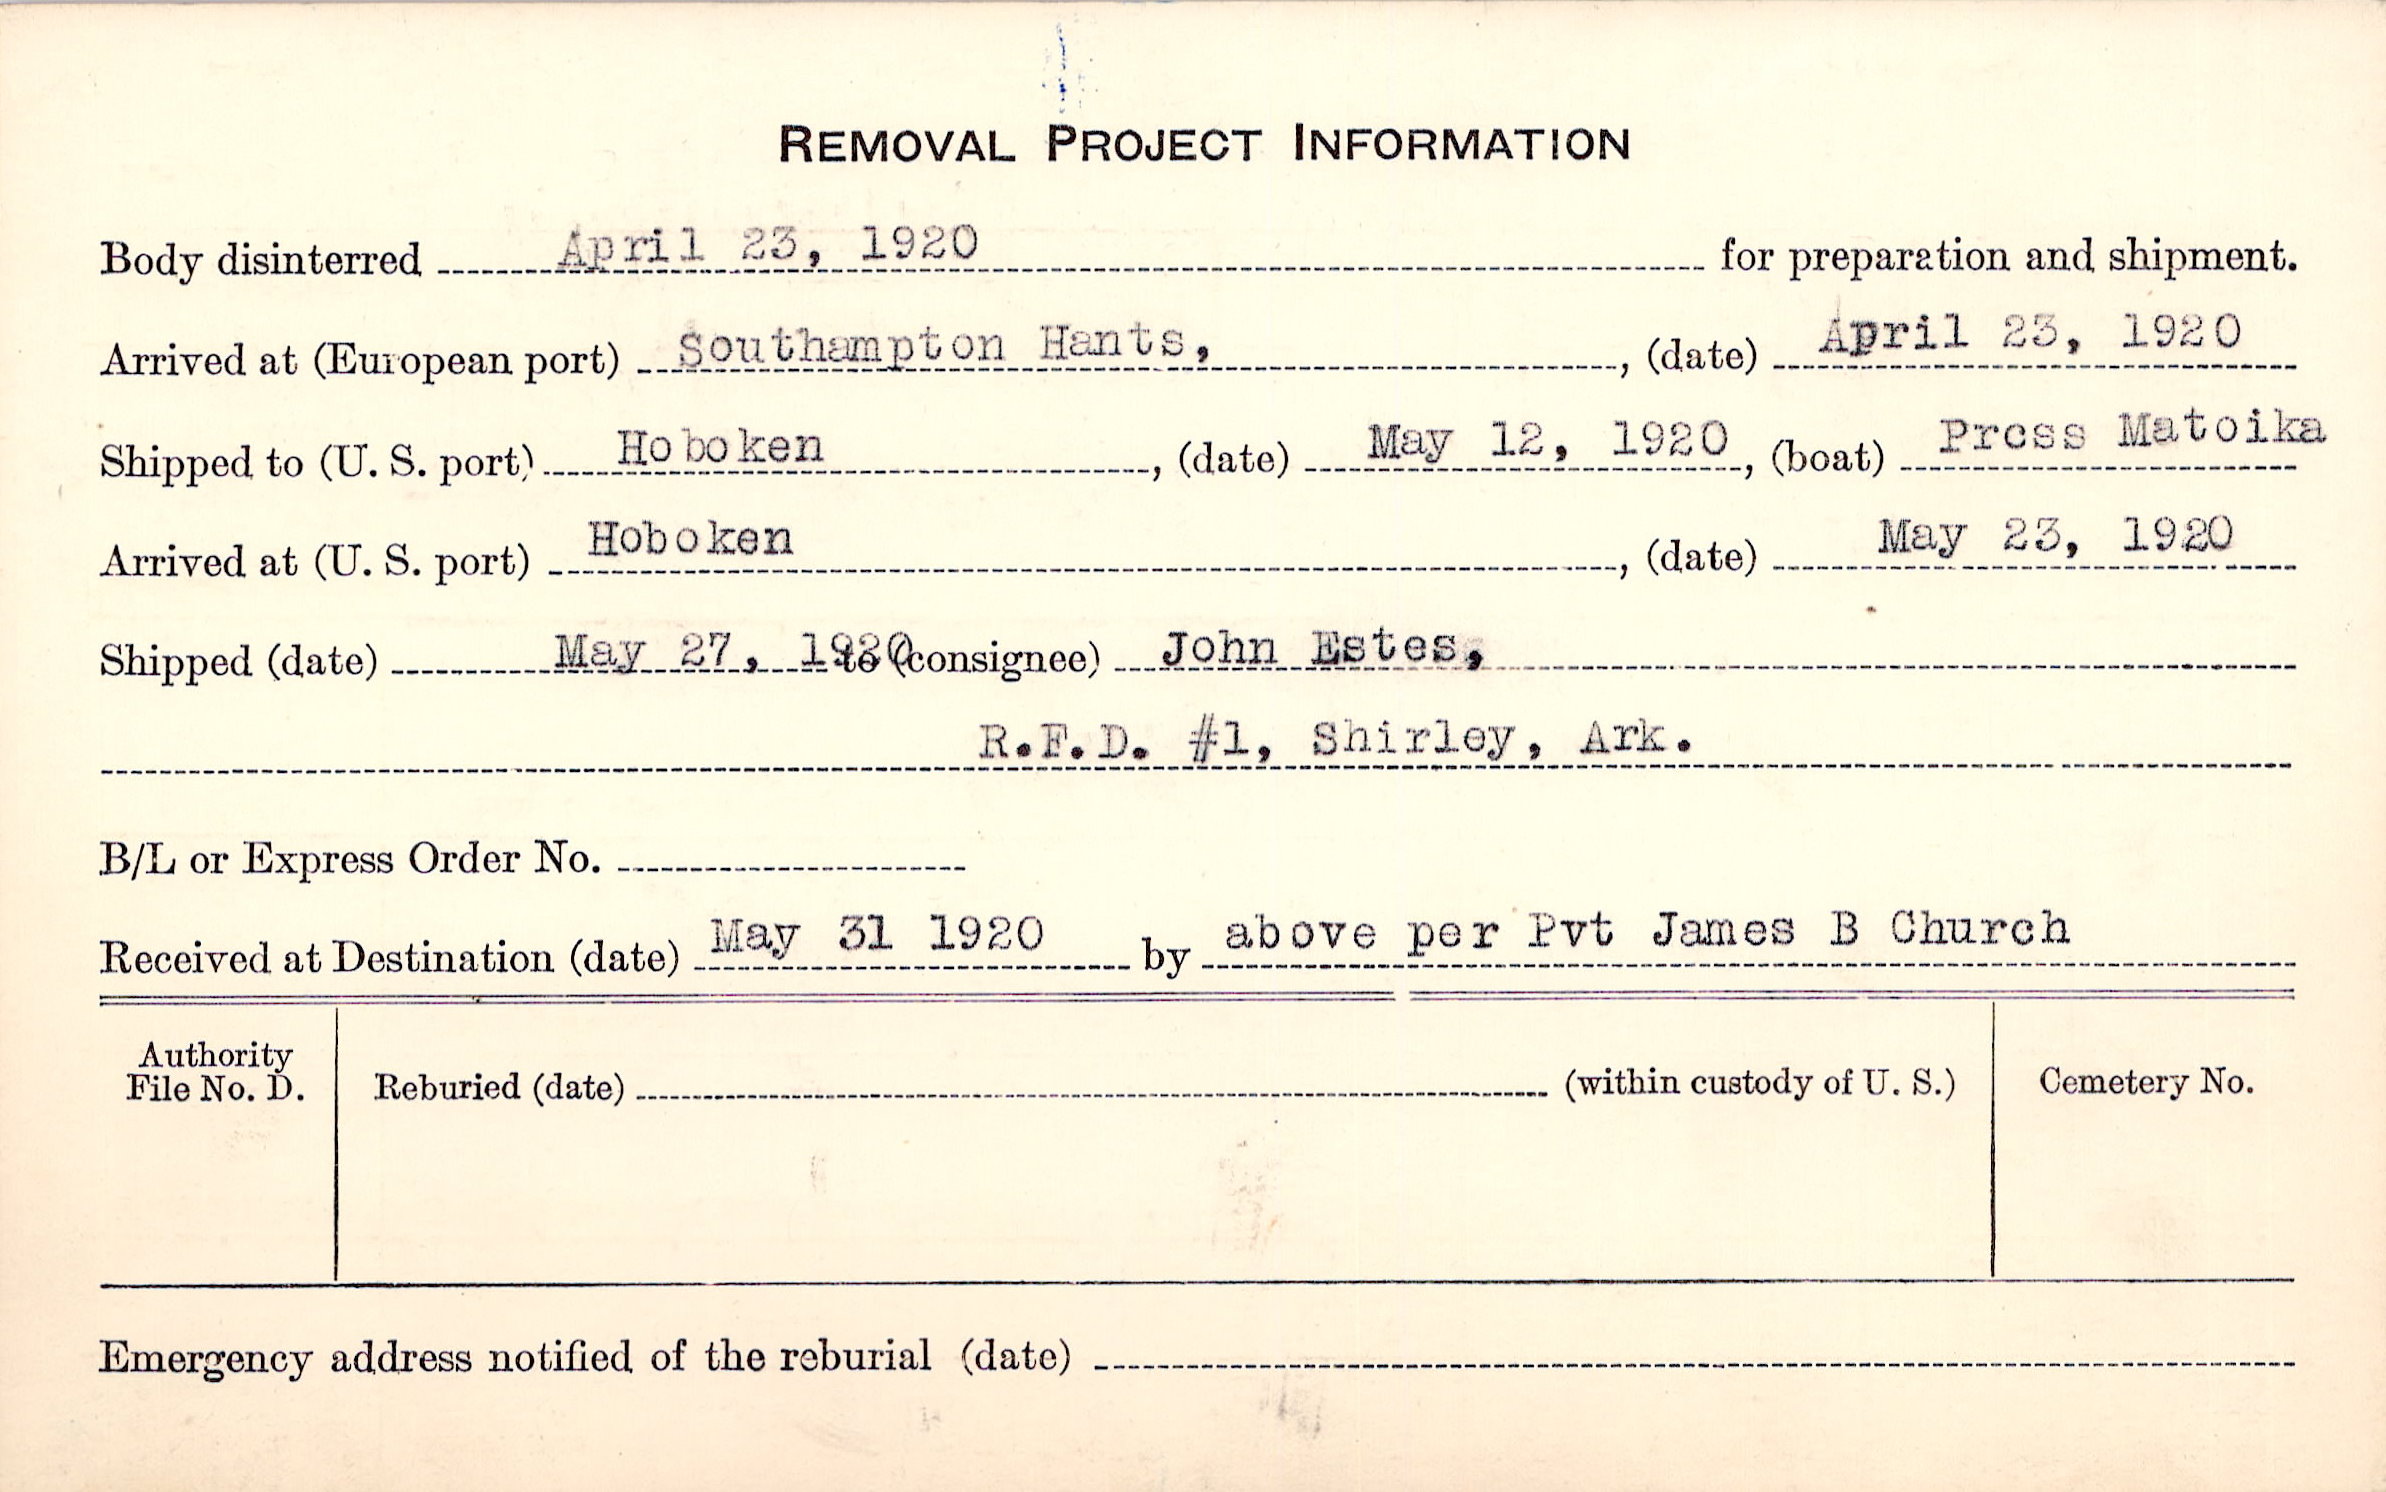 REMOVAL PROJECT INFORMATION
Body disinterred April 23, 1920 for preparation and shipment.
Arrived at (European port) Southampton Hants, , (date) April 23, 1920
Shipped to (U. S. port) Hoboken , (date) May 12, 1920 , (boat) Press Matoika
Arrived at (U. S. port) Hoboken , (date) May 23, 1920
Shipped (date) May 27, 1920 to (consignee) John Estes,
R.F.D. #1, Shirley, Ark.
B/L or Express Order No.
Received at Destination (date) May 31 1920 by above per Pvt James B Church
Authority
File No. D.
Reburied (date) (within custody of U. S.)
Cemetery No.
Emergency address notified of the reburial (date)